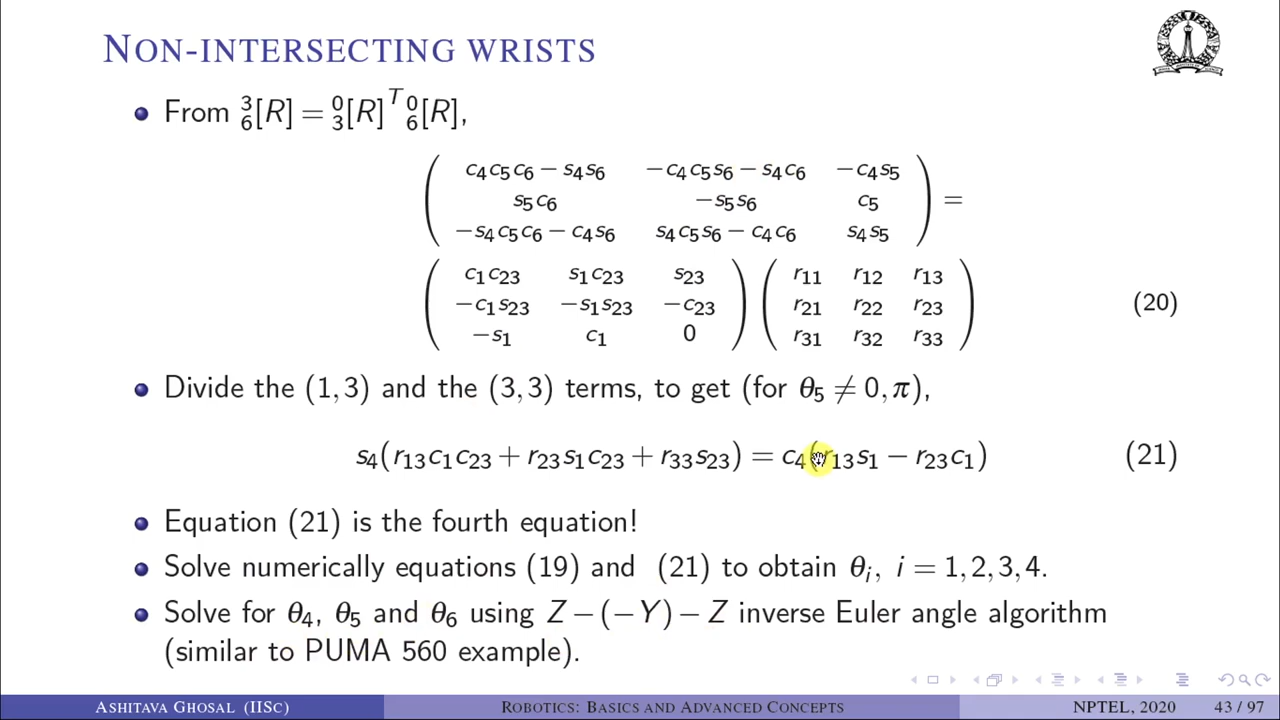 NON-INTERSECTING WRISTS
From ³₆[R] = ⁰₃[R]ᵀ ⁰₆[R],
c₄c₅c₆ − s₄s₆ −c₄c₅s₆ − s₄c₆ −c₄s₅
s₅c₆ −s₅s₆ c₅ =
−s₄c₅c₆ − c₄s₆ s₄c₅s₆ − c₄c₆ s₄s₅
c₁c₂₃ s₁c₂₃ s₂₃ r₁₁ r₁₂ r₁₃
−c₁s₂₃ −s₁s₂₃ −c₂₃ r₂₁ r₂₂ r₂₃ (20)
−s₁ c₁ 0 r₃₁ r₃₂ r₃₃
Divide the (1,3) and the (3,3) terms, to get (for θ₅ ≠ 0, π),
s₄(r₁₃c₁c₂₃ + r₂₃s₁c₂₃ + r₃₃s₂₃) = c₄(r₁₃s₁ − r₂₃c₁) (21)
Equation (21) is the fourth equation!
Solve numerically equations (19) and (21) to obtain θᵢ, i = 1,2,3,4.
Solve for θ₄, θ₅ and θ₆ using Z − (−Y) − Z inverse Euler angle algorithm
(similar to PUMA 560 example).
ASHITAVA GHOSAL (IISC) ROBOTICS: BASICS AND ADVANCED CONCEPTS NPTEL, 2020 43 / 97